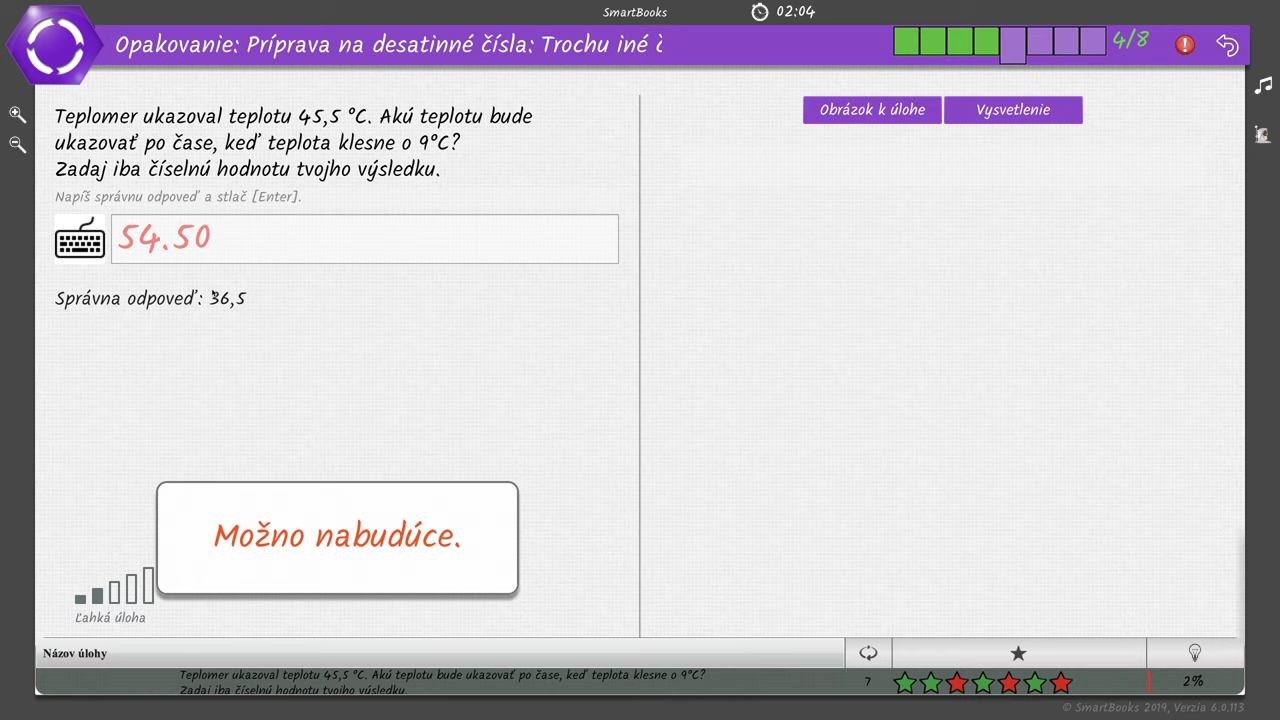 SmartBooks
02:04
Opakovanie: Príprava na desatinné čísla: Trochu iné č
4/8
Teplomer ukazoval teplotu 45,5 °C. Akú teplotu bude
ukazovať po čase, keď teplota klesne o 9°C?
Zadaj iba číselnú hodnotu tvojho výsledku.
Napíš správnu odpoveď a stlač [Enter].
54.50
Správna odpoveď: 36,5
Obrázok k úlohe
Vysvetlenie
Možno nabudúce.
Ľahká úloha
Názov úlohy
Teplomer ukazoval teplotu 45,5 °C. Akú teplotu bude ukazovať po čase, keď teplota klesne o 9°C?
Zadaj iba číselnú hodnotu tvojho výsledku.
7
2%
© SmartBooks 2019, Verzia 6.0.113